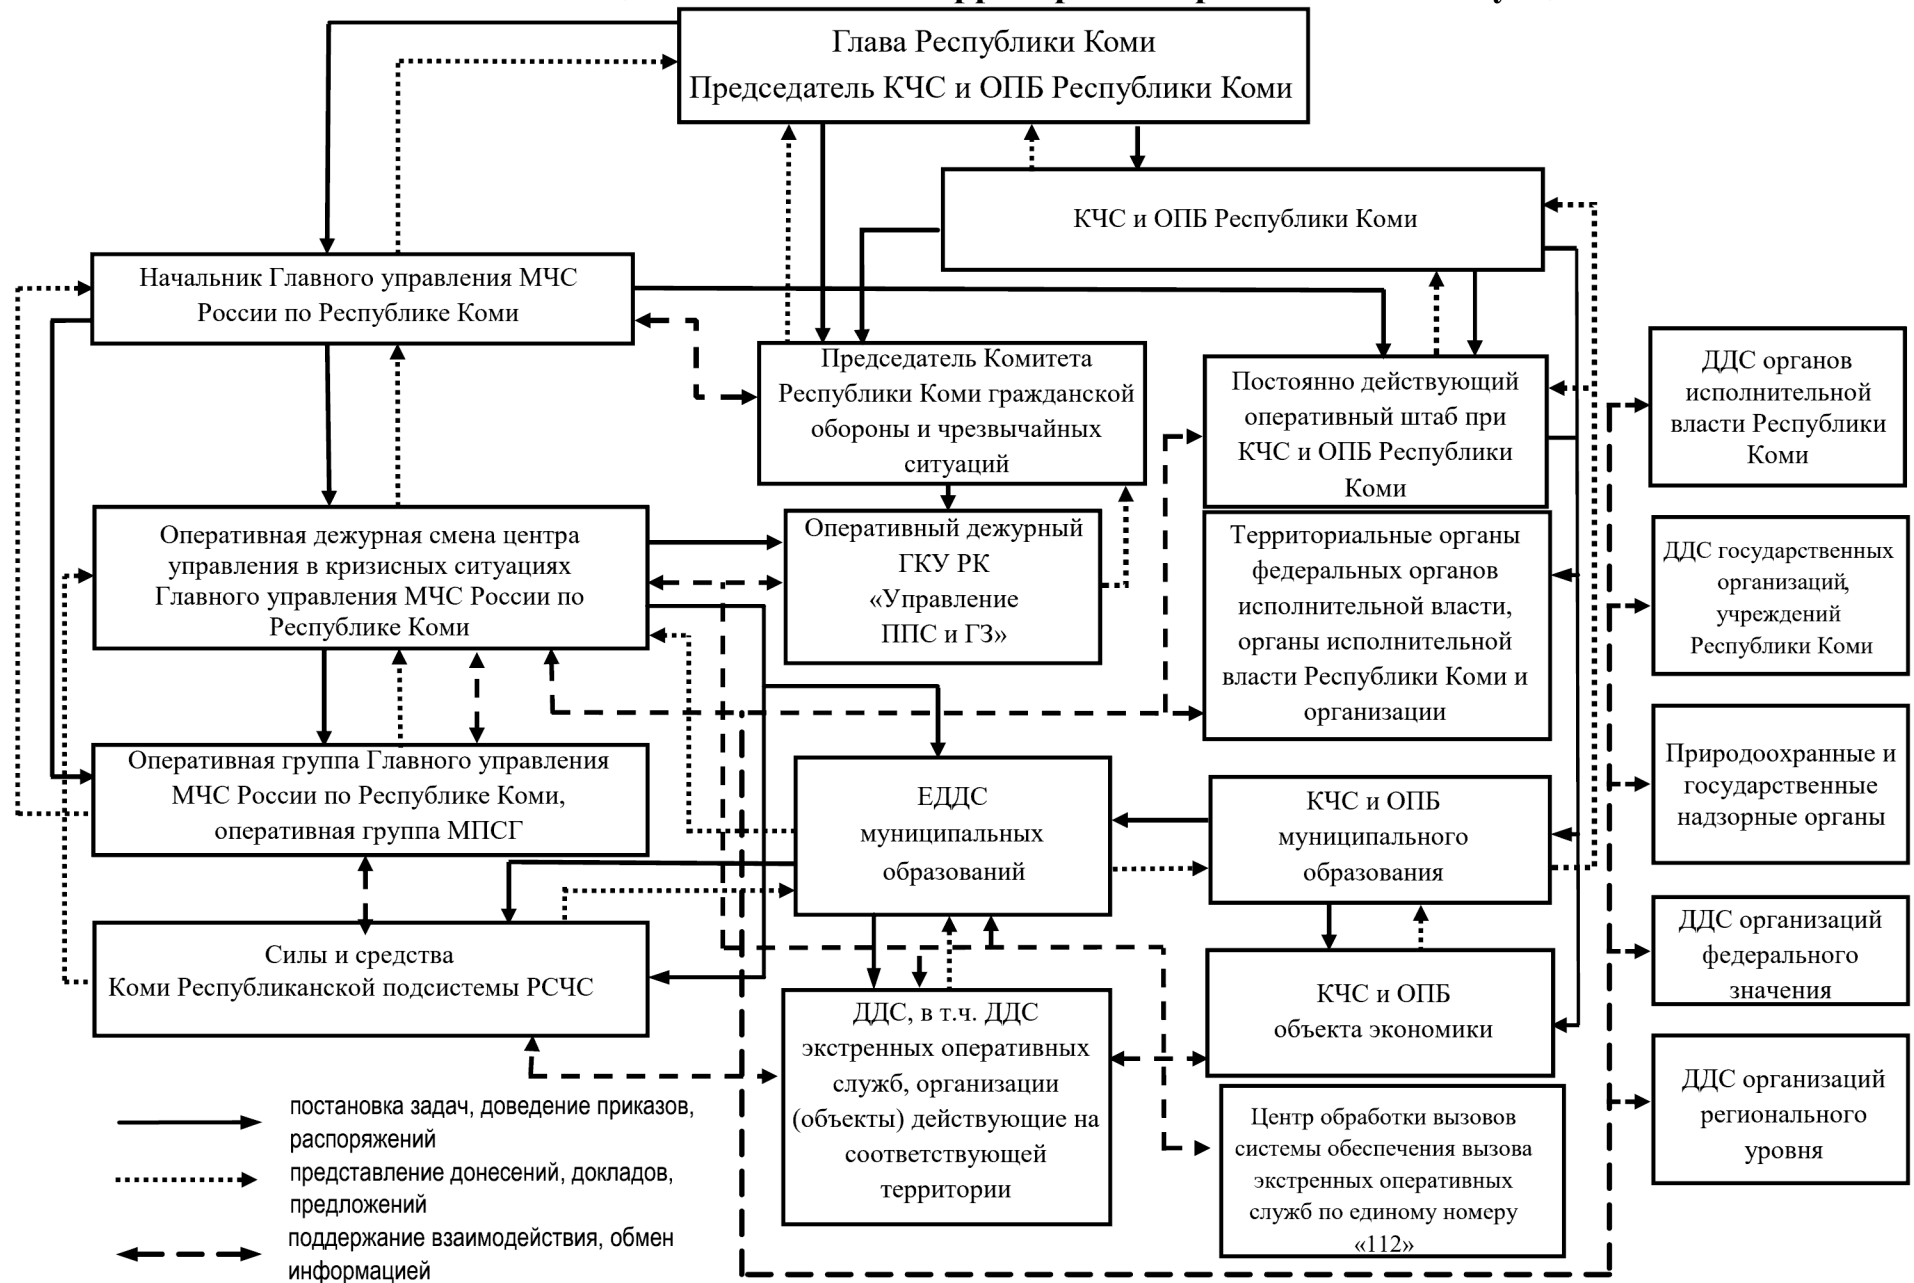 Глава Республики Коми
Председатель КЧС и ОПБ Республики Коми
КЧС и ОПБ Республики Коми
Начальник Главного управления МЧС
России по Республике Коми
Председатель Комитета
Республики Коми гражданской
обороны и чрезвычайных
ситуаций
Постоянно действующий
оперативный штаб при
КЧС и ОПБ Республики
Коми
ДДС органов
исполнительной
власти Республики
Коми
Оперативная дежурная смена центра
управления в кризисных ситуациях
Главного управления МЧС России по
Республике Коми
Оперативный дежурный
ГКУ РК
«Управление
ППС и ГЗ»
Территориальные органы
федеральных органов
исполнительной власти,
органы исполнительной
власти Республики Коми и
организации
ДДС государственных
организаций,
учреждений
Республики Коми
Оперативная группа Главного управления
МЧС России по Республике Коми,
оперативная группа МПСГ
ЕДДС
муниципальных
образований
КЧС и ОПБ
муниципального
образования
Природоохранные и
государственные
надзорные органы
Силы и средства
Коми Республиканской подсистемы РСЧС
ДДС, в т.ч. ДДС
экстренных оперативных
служб, организации
(объекты) действующие на
соответствующей
территории
КЧС и ОПБ
объекта экономики
ДДС организаций
федерального
значения
Центр обработки вызовов
системы обеспечения вызова
экстренных оперативных
служб по единому номеру
«112»
ДДС организаций
регионального
уровня
постановка задач, доведение приказов,
распоряжений
представление донесений, докладов,
предложений
поддержание взаимодействия, обмен
информацией